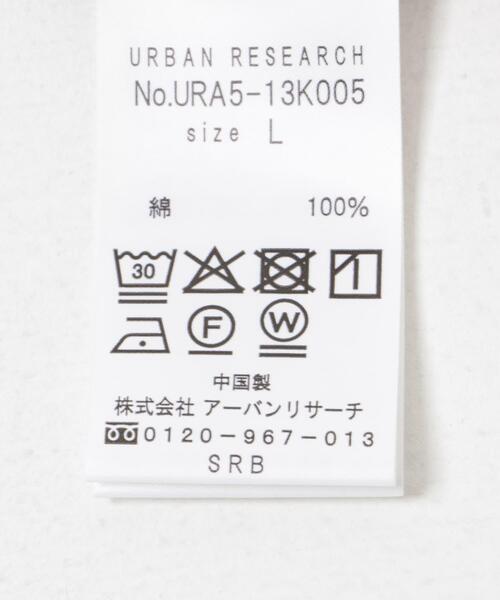 URBAN RESEARCH
No.URA5-13K005
size L
綿 100%
30
F W
中国製
株式会社 アーバンリサーチ
0120-967-013
SRB